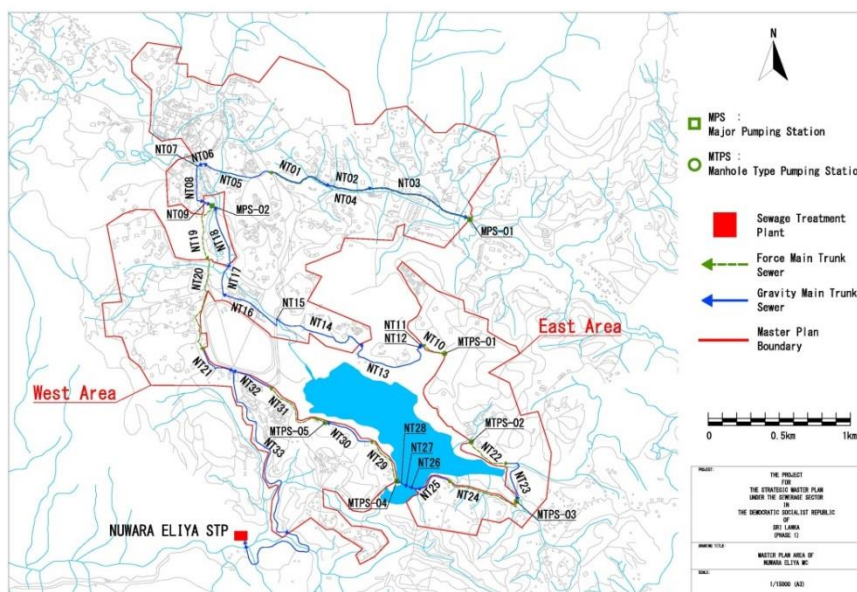 N
MPS :
Major Pumping Station
MTPS :
Manhole Type Pumping Station
Sewage Treatment
Plant
Force Main Trunk
Sewer
Gravity Main Trunk
Sewer
Master Plan
Boundary
0 0.5km 1km
PROJECT:
THE PROJECT
FOR
THE STRATEGIC MASTER PLAN
UNDER THE SEWERAGE SECTOR
IN
THE DEMOCRATIC SOCIALIST REPUBLIC
OF
SRI LANKA
(PHASE 1)
DRAWING TITLE:
MASTER PLAN AREA OF
NUWARA ELIYA MC
SCALE:
1/15000 (A3)
NT07
NT06
NT05
NT01
NT02
NT04
NT03
NT08
NT09
MPS-02
MPS-01
NT19
NT18
NT20
NT17
NT16
NT15
NT14
NT11
NT12
NT10
MTPS-01
NT13
East Area
West Area
NT21
NT32
NT31
MTPS-05
NT30
NT29
NT28
NT27
NT26
MTPS-02
NT22
NT23
NT33
NT25
NT24
MTPS-04
MTPS-03
NUWARA ELIYA STP